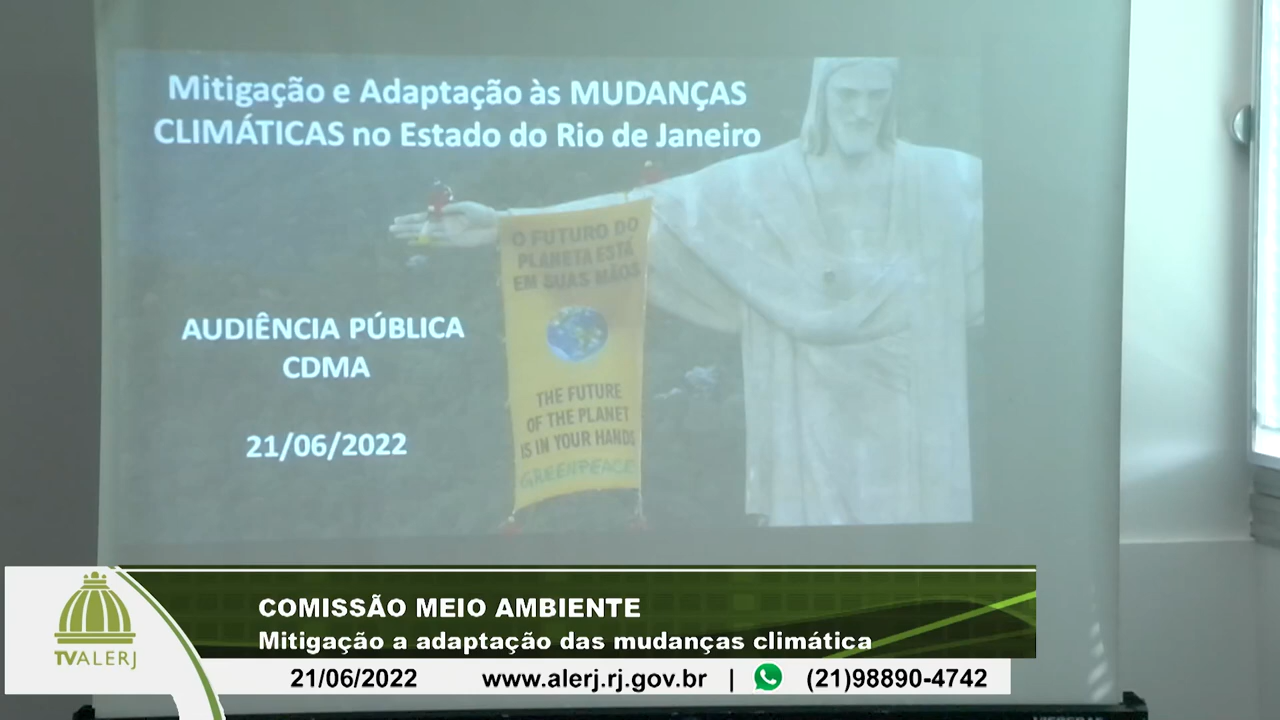 Mitigação e Adaptação às MUDANÇAS
CLIMÁTICAS no Estado do Rio de Janeiro
O FUTURO DO
PLANETA ESTÁ
EM SUAS MÃOS
AUDIÊNCIA PÚBLICA
CDMA
THE FUTURE
OF THE PLANET
IS IN YOUR HANDS
GREENPEACE
21/06/2022
COMISSÃO MEIO AMBIENTE
Mitigação a adaptação das mudanças climática
TVALERJ
21/06/2022 www.alerj.rj.gov.br | (21)98890-4742